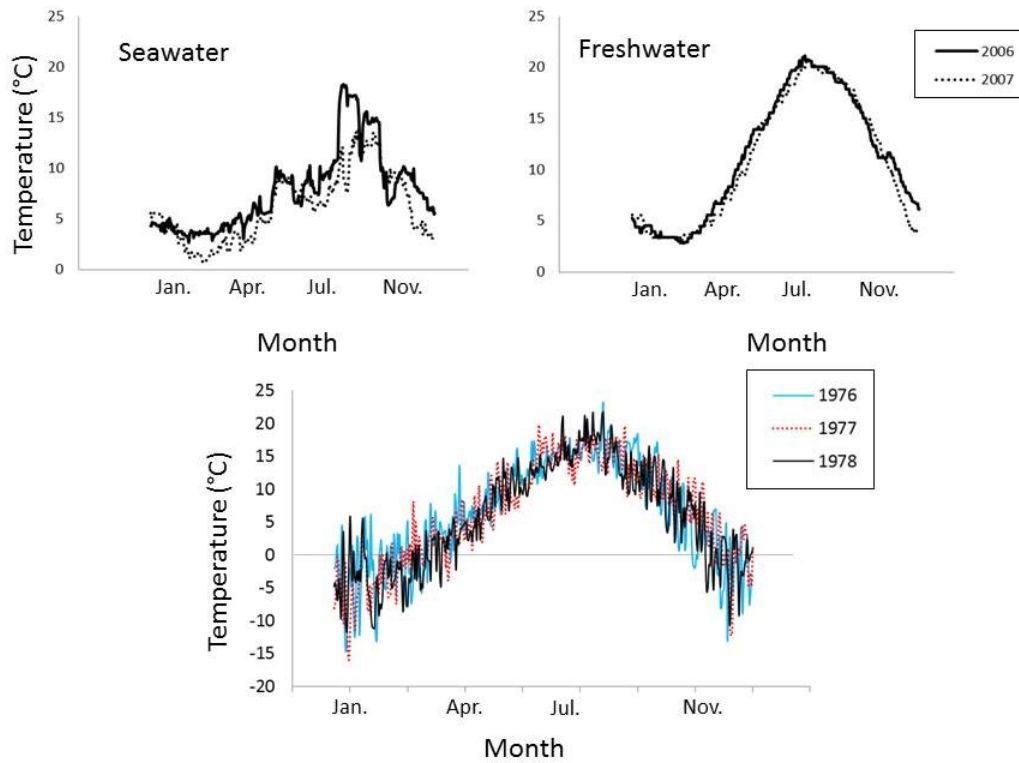 Seawater
Temperature (°C)
25
20
15
10
5
0
Jan. Apr. Jul. Nov.
Month
Freshwater
25
20
15
10
5
0
Jan. Apr. Jul. Nov.
Month
2006
2007
Temperature (°C)
25
20
15
10
5
0
-5
-10
-15
-20
Jan. Apr. Jul. Nov.
Month
1976
1977
1978